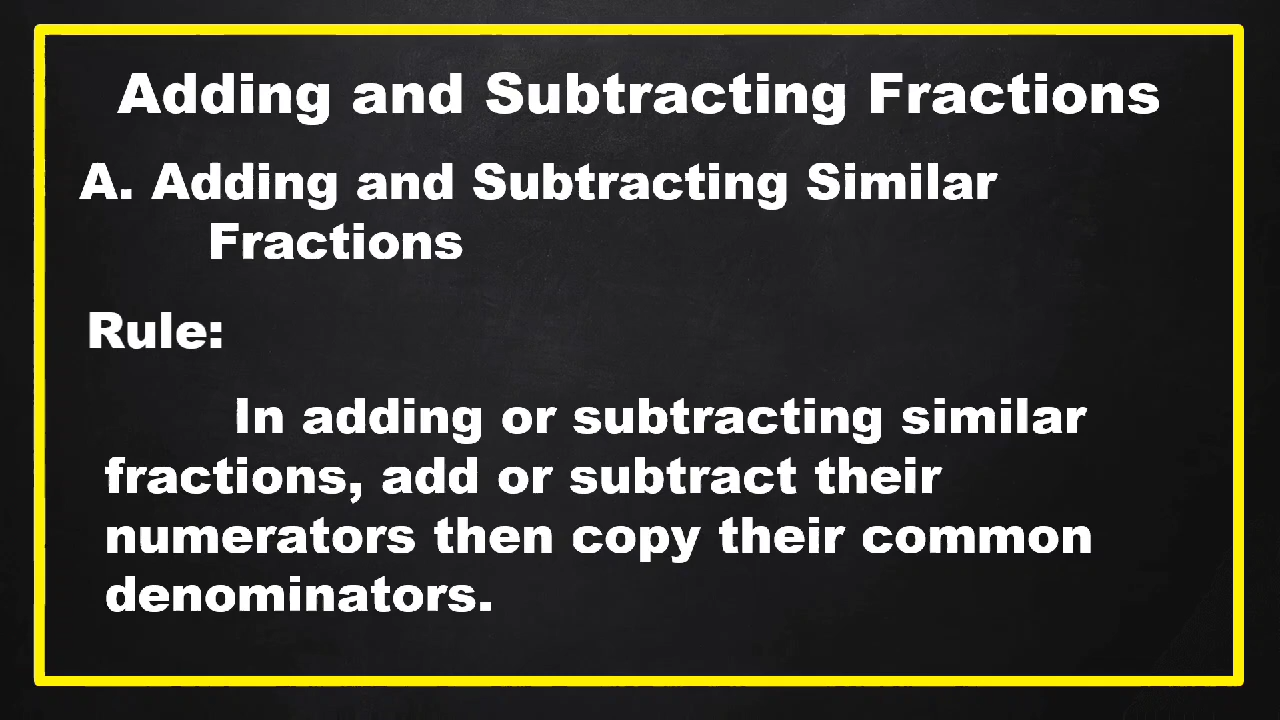 Adding and Subtracting Fractions
A. Adding and Subtracting Similar
Fractions
Rule:
In adding or subtracting similar
fractions, add or subtract their
numerators then copy their common
denominators.